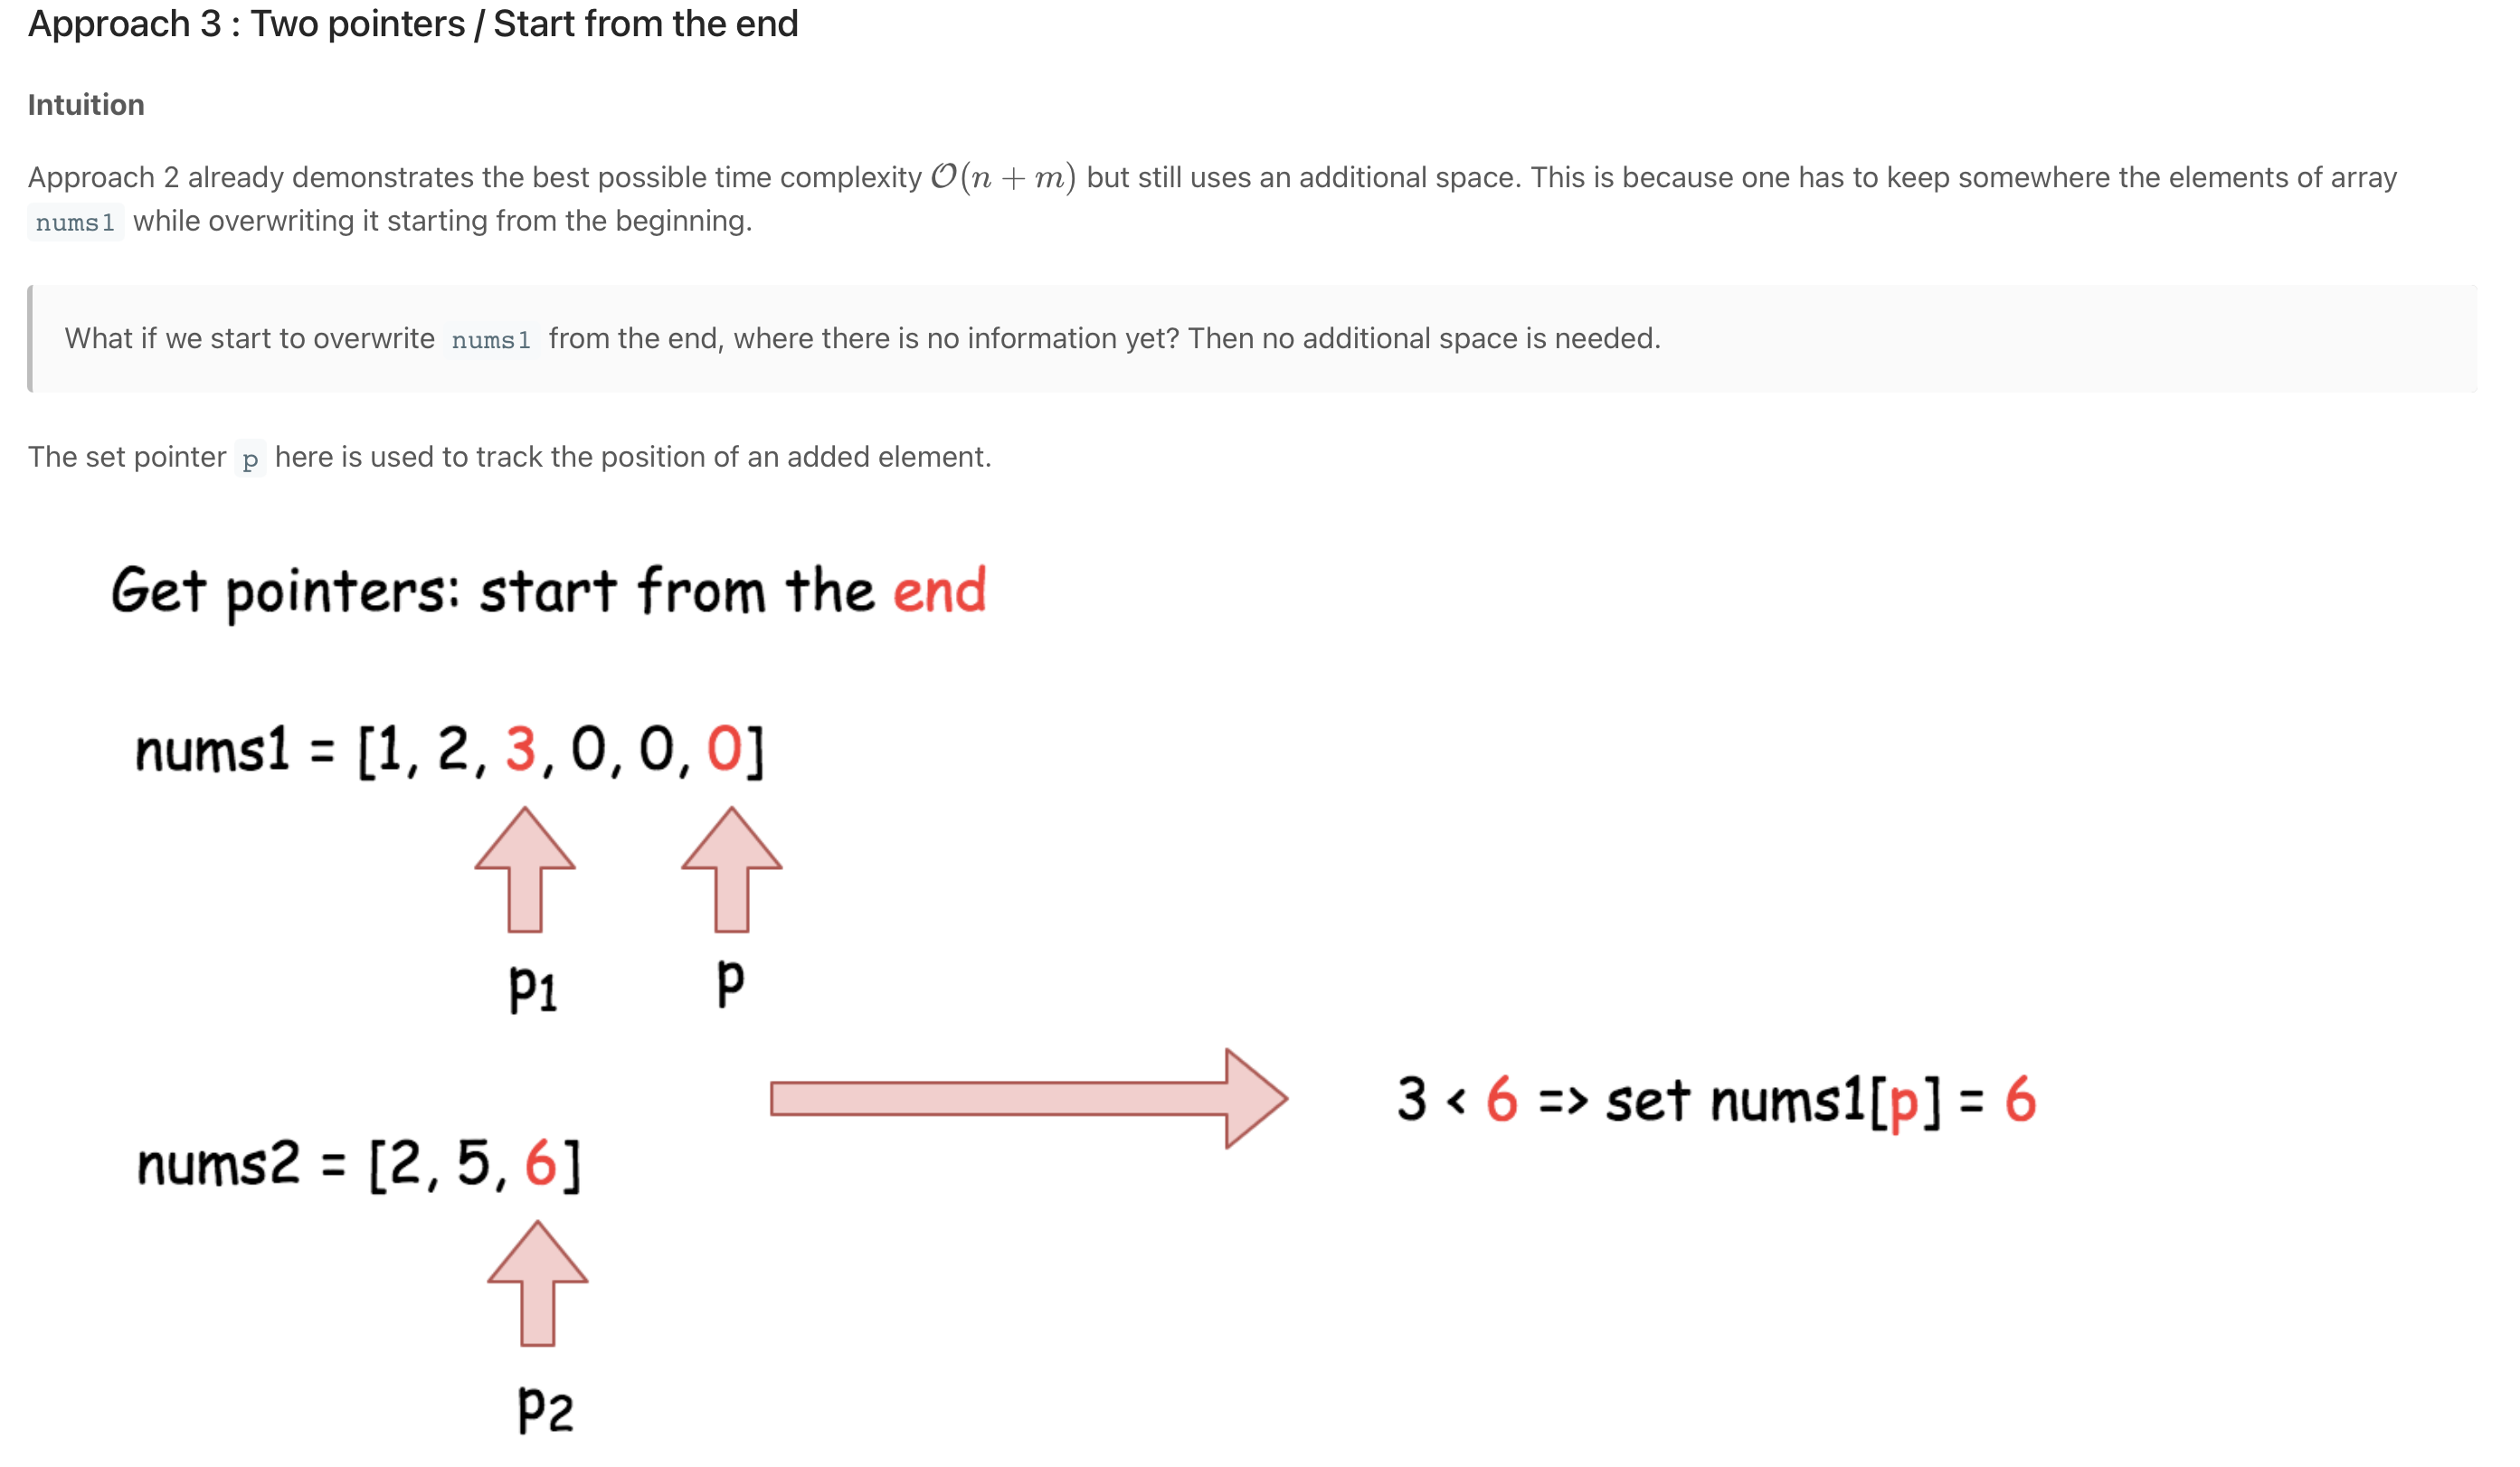 Approach 3 : Two pointers / Start from the end
Intuition
Approach 2 already demonstrates the best possible time complexity 𝒪(n + m) but still uses an additional space. This is because one has to keep somewhere the elements of array
nums1 while overwriting it starting from the beginning.
What if we start to overwrite nums1 from the end, where there is no information yet? Then no additional space is needed.
The set pointer p here is used to track the position of an added element.
Get pointers: start from the end
nums1 = [1, 2, 3, 0, 0, 0]
p1 p
3 < 6 => set nums1[p] = 6
nums2 = [2, 5, 6]
p2